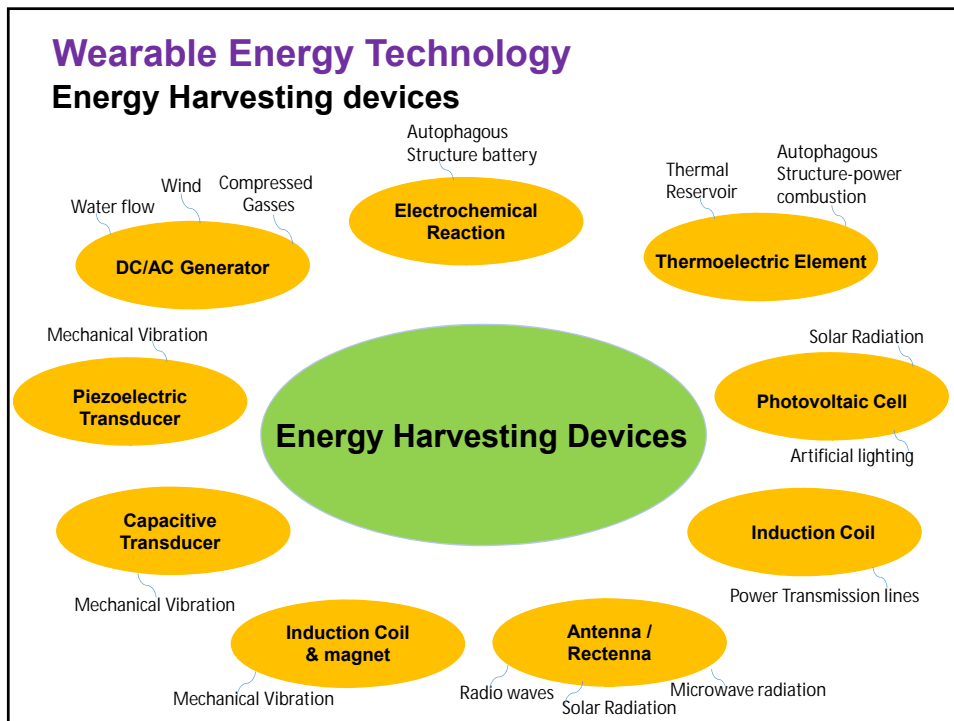 Wearable Energy Technology
Energy Harvesting devices
Autophagous
Structure battery
Electrochemical
Reaction
Water flow
Wind
Compressed
Gasses
DC/AC Generator
Thermal
Reservoir
Autophagous
Structure-power
combustion
Thermoelectric Element
Mechanical Vibration
Piezoelectric
Transducer
Energy Harvesting Devices
Solar Radiation
Photovoltaic Cell
Artificial lighting
Capacitive
Transducer
Mechanical Vibration
Induction Coil
Power Transmission lines
Induction Coil
& magnet
Mechanical Vibration
Antenna /
Rectenna
Radio waves
Solar Radiation
Microwave radiation